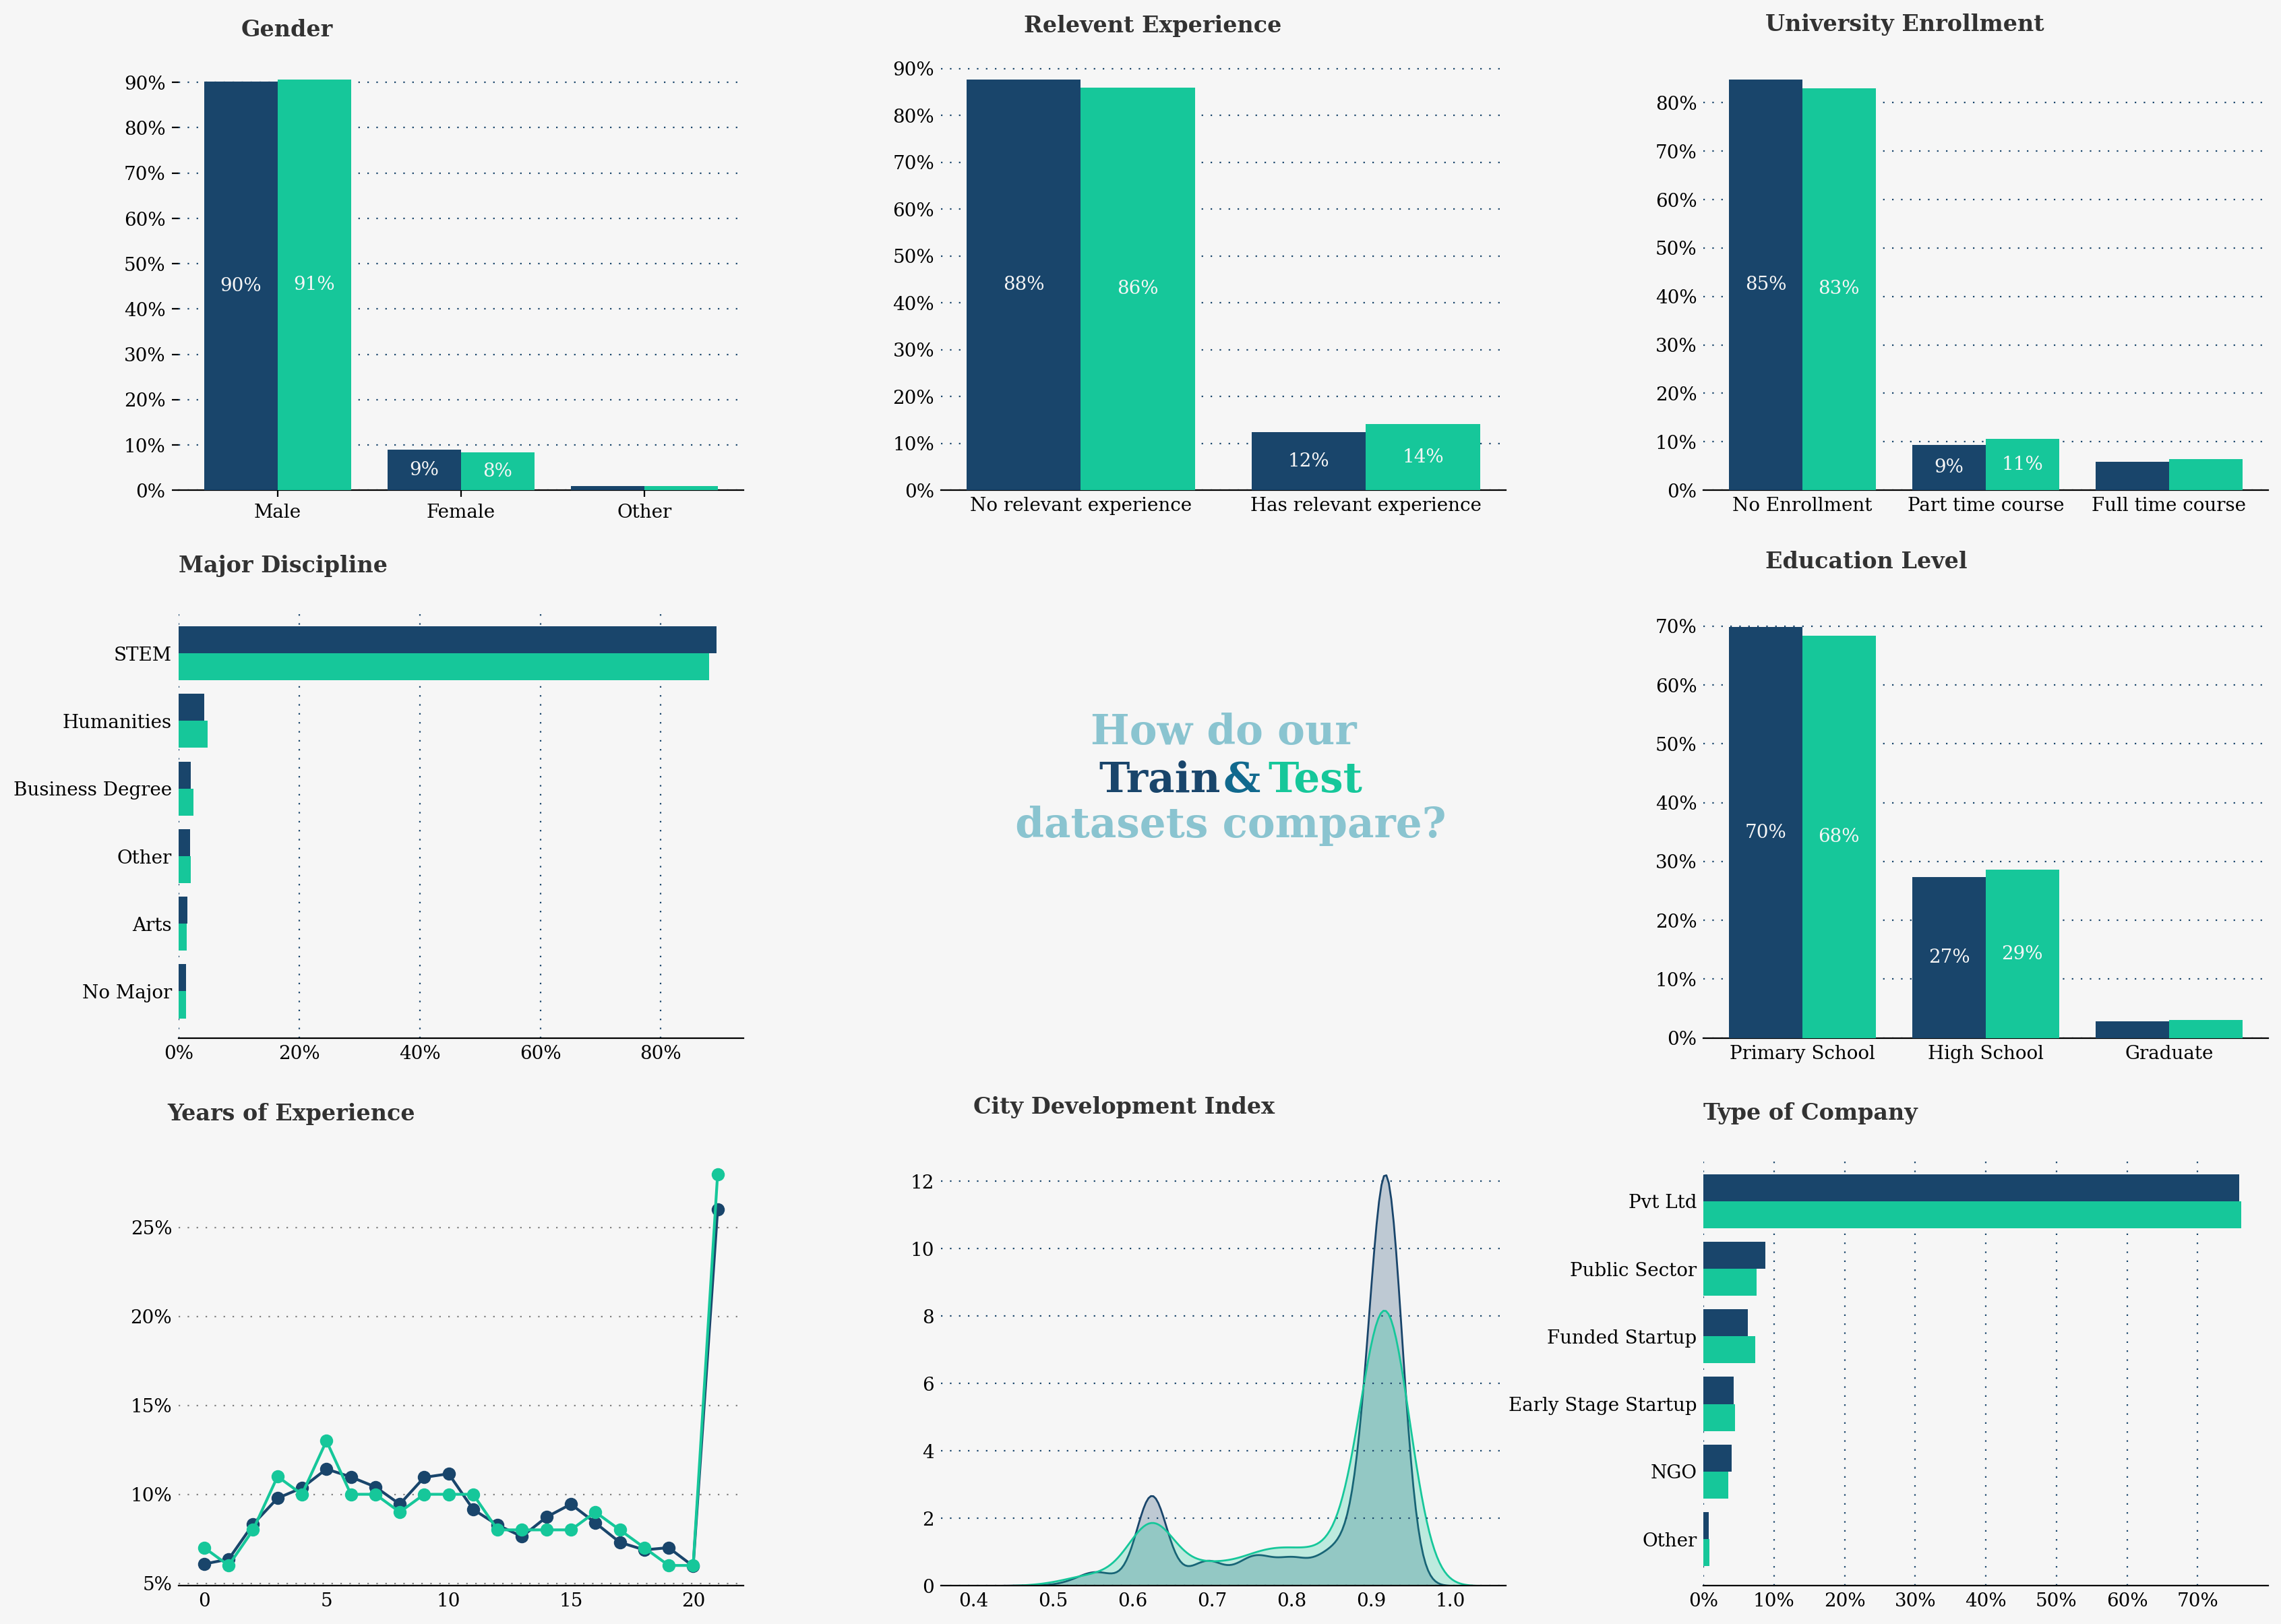 Gender
90%
80%
70%
60%
50%
40%
30%
20%
10%
0%
90%
91%
9%
8%
Male
Female
Other
Relevent Experience
90%
80%
70%
60%
50%
40%
30%
20%
10%
0%
88%
86%
12%
14%
No relevant experience
Has relevant experience
University Enrollment
80%
70%
60%
50%
40%
30%
20%
10%
0%
85%
83%
9%
11%
No Enrollment
Part time course
Full time course
Major Discipline
STEM
Humanities
Business Degree
Other
Arts
No Major
0%
20%
40%
60%
80%
How do our
Train & Test
datasets compare?
Education Level
70%
60%
50%
40%
30%
20%
10%
0%
70%
68%
27%
29%
Primary School
High School
Graduate
Years of Experience
25%
20%
15%
10%
5%
0
5
10
15
20
City Development Index
12
10
8
6
4
2
0
0.4
0.5
0.6
0.7
0.8
0.9
1.0
Type of Company
Pvt Ltd
Public Sector
Funded Startup
Early Stage Startup
NGO
Other
0%
10%
20%
30%
40%
50%
60%
70%